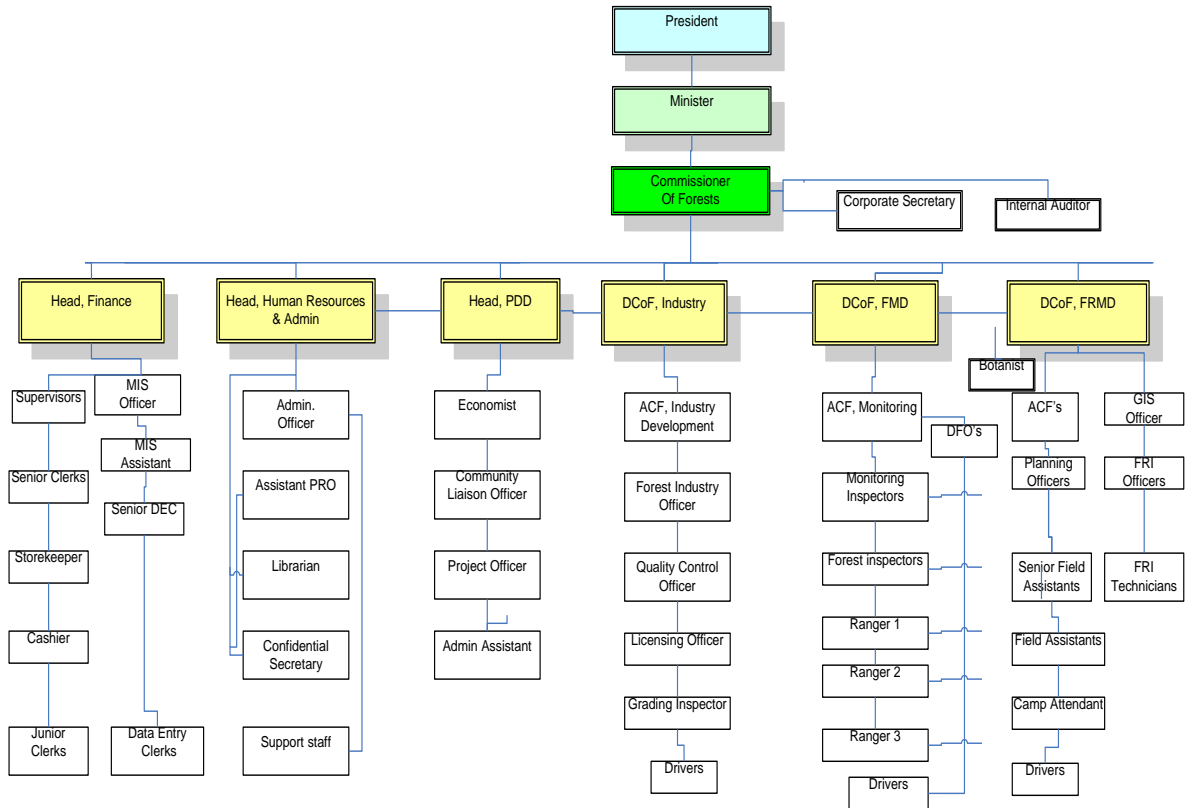 President
Minister
Commissioner
Of Forests
Corporate Secretary
Internal Auditor
Head, Finance
Head, Human Resources
& Admin
Head, PDD
DCoF, Industry
DCoF, FMD
DCoF, FRMD
Botanist
Supervisors
MIS
Officer
MIS
Assistant
Senior Clerks
Senior DEC
Storekeeper
Cashier
Junior
Clerks
Data Entry
Clerks
Admin.
Officer
Assistant PRO
Librarian
Confidential
Secretary
Support staff
Economist
Community
Liaison Officer
Project Officer
Admin Assistant
ACF, Industry
Development
Forest Industry
Officer
Quality Control
Officer
Licensing Officer
Grading Inspector
Drivers
ACF, Monitoring
DFO's
Monitoring
Inspectors
Forest inspectors
Ranger 1
Ranger 2
Ranger 3
Drivers
ACF's
Planning
Officers
Senior Field
Assistants
Field Assistants
Camp Attendant
Drivers
GIS
Officer
FRI
Officers
FRI
Technicians